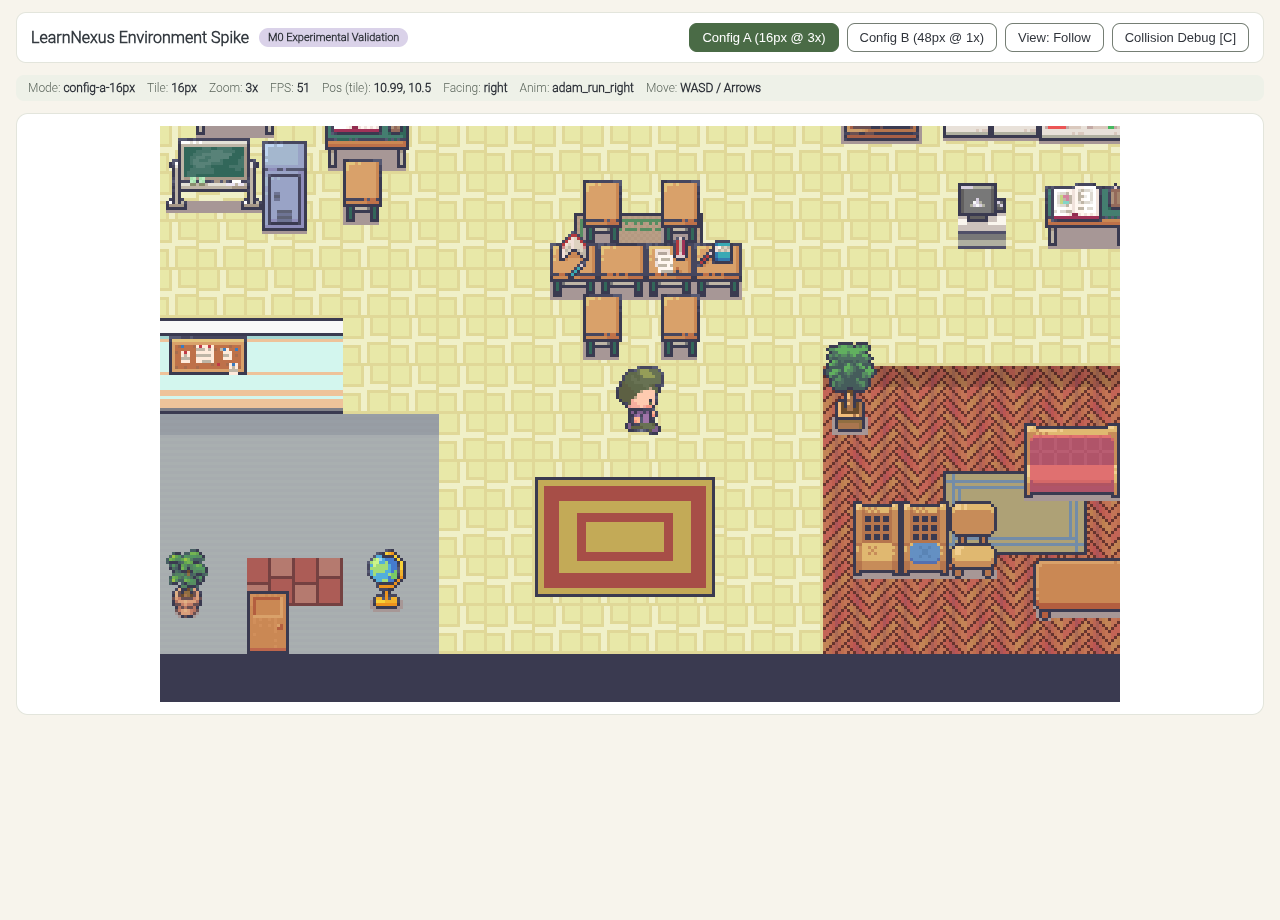 LearnNexus Environment Spike
M0 Experimental Validation
Config A (16px @ 3x)
Config B (48px @ 1x)
View: Follow
Collision Debug [C]
Mode: config-a-16px Tile: 16px Zoom: 3x FPS: 51 Pos (tile): 10.99, 10.5 Facing: right Anim: adam_run_right Move: WASD / Arrows